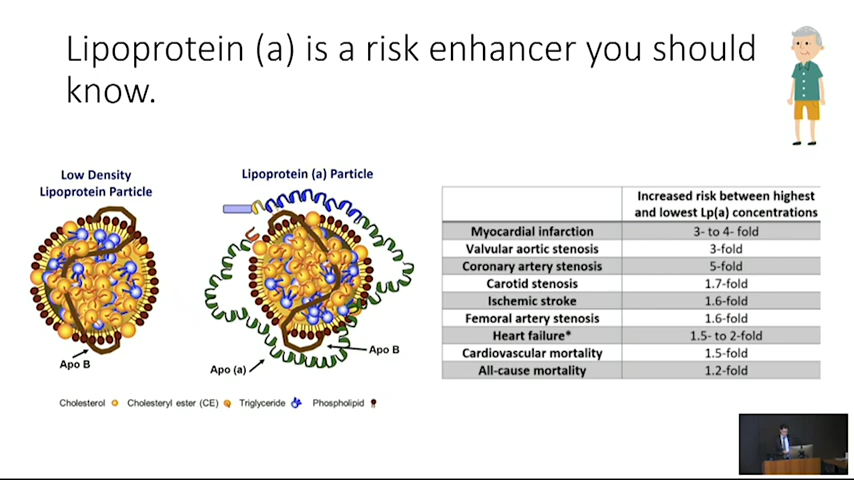 Lipoprotein (a) is a risk enhancer you should
know.
Low Density
Lipoprotein Particle
Apo B
Lipoprotein (a) Particle
Apo (a)
Apo B
Cholesterol Cholesteryl ester (CE) Triglyceride Phospholipid
Increased risk between highest
and lowest Lp(a) concentrations
Myocardial infarction 3- to 4- fold
Valvular aortic stenosis 3-fold
Coronary artery stenosis 5-fold
Carotid stenosis 1.7-fold
Ischemic stroke 1.6-fold
Femoral artery stenosis 1.6-fold
Heart failure* 1.5- to 2-fold
Cardiovascular mortality 1.5-fold
All-cause mortality 1.2-fold